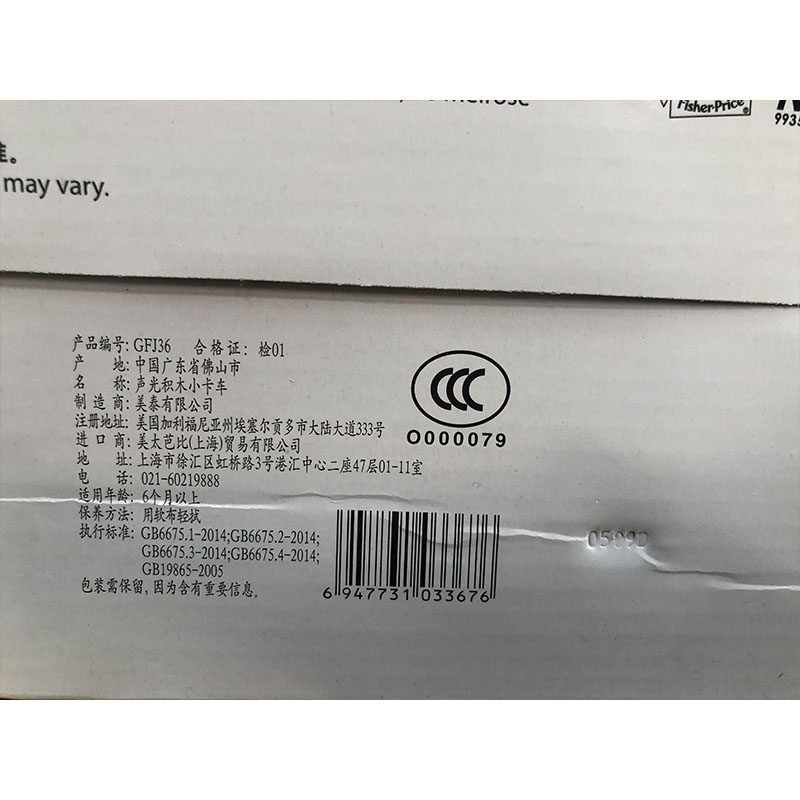 Fisher-Price®
993
准。
may vary.
产品编号: GFJ36 合格证: 检01
产 地: 中国广东省佛山市
名 称: 声光积木小卡车
制 造 商: 美泰有限公司
注册地址: 美国加利福尼亚州埃塞尔贡多市大陆大道333号
进 口 商: 美太芭比(上海)贸易有限公司
地 址: 上海市徐汇区虹桥路3号港汇中心二座47层01-11室
电 话: 021-60219888
适用年龄: 6个月以上
保养方法: 用软布轻拭
执行标准: GB6675.1-2014;GB6675.2-2014;
GB6675.3-2014;GB6675.4-2014;
GB19865-2005
包装需保留, 因为含有重要信息。
CCC
O000079
6 947731 033676